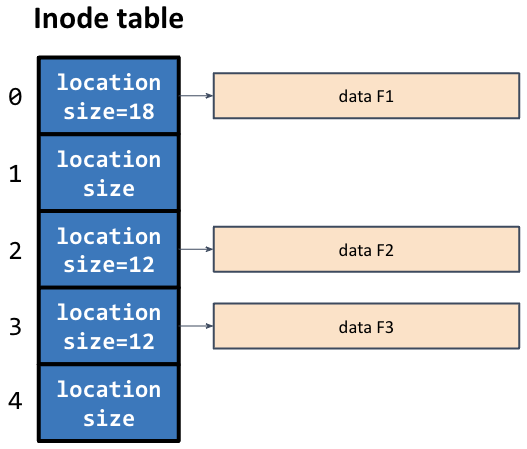 Inode table
0
location
size=18
data F1
1
location
size
2
location
size=12
data F2
3
location
size=12
data F3
4
location
size